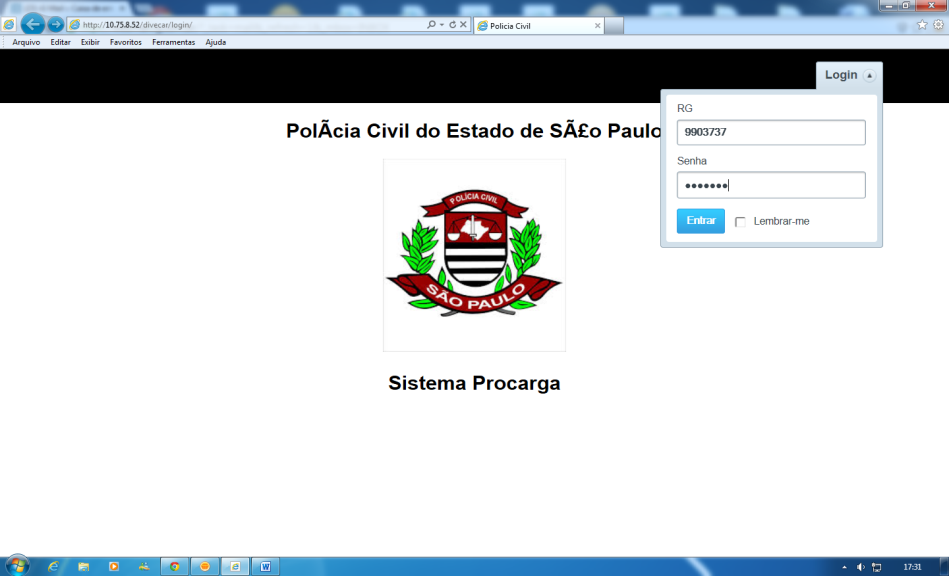 http://10.75.8.52/divecar/login/
Policia Civil
Arquivo Editar Exibir Favoritos Ferramentas Ajuda
Login
RG
9903737
Senha
•••••••
Entrar
Lembrar-me
PolÃcia Civil do Estado de SÃ£o Paulo
POLÍCIA CIVIL
SÃO PAULO
Sistema Procarga
17:31